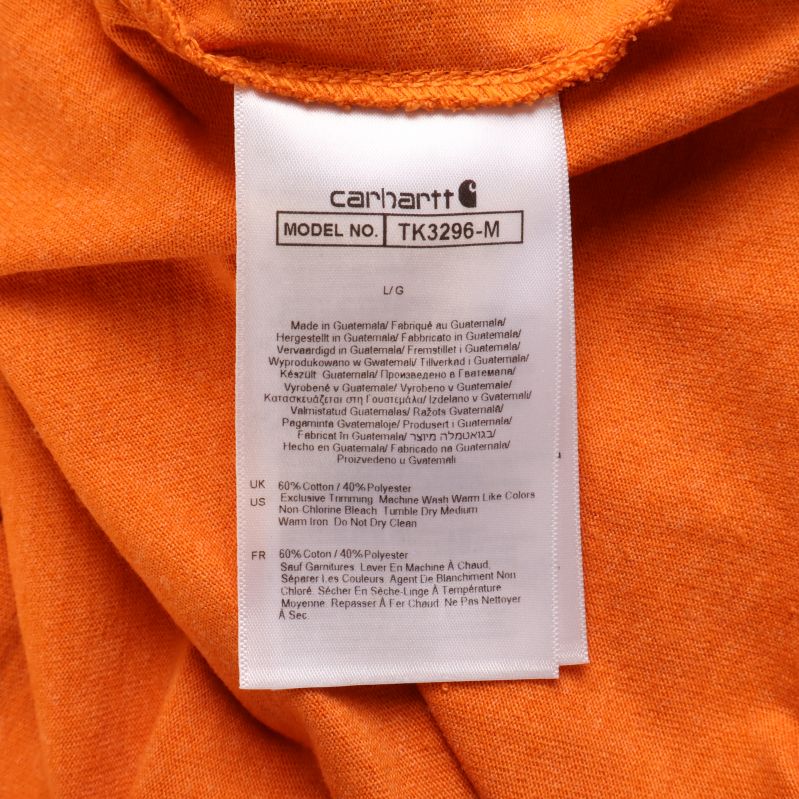 carhartt
MODEL NO. TK3296-M
L/G
Made in Guatemala/ Fabriqué au Guatemala/
Hergestellt in Guatemala/ Fabbricato in Guatemala/
Vervaardigd in Guatemala/ Fremstillet i Guatemala/
Wyprodukowano w Gwatemali/ Tillverkad i Guatemala/
Készült Guatemala/ Произведено в Гватемала/
Vyrobené v Guatemale/ Vyrobeno v Guatemale/
Κατασκευάζεται στη Γουατεμάλα/ Izdelano v Gvatemali/
Valmistatud Guatemalas/ Ražots Gvatemalā/
Pagaminta Gvatemaloje/ Produsert i Guatemala/
Fabricat în Guatemala/ בגואטמלה מיוצר/
Hecho en Guatemala/ Fabricado na Guatemala/
Proizvedeno u Gvatemali
UK 60% Cotton / 40% Polyester
US Exclusive Trimming Machine Wash Warm Like Colors
Non-Chlorine Bleach Tumble Dry Medium
Warm Iron Do Not Dry Clean
FR 60% Coton / 40% Polyester
Sauf Garnitures Laver En Machine À Chaud,
Séparer Les Couleurs Agent De Blanchiment Non
Chloré. Sécher En Sèche-Linge À Température
Moyenne Repasser À Fer Chaud Ne Pas Nettoyer
À Sec